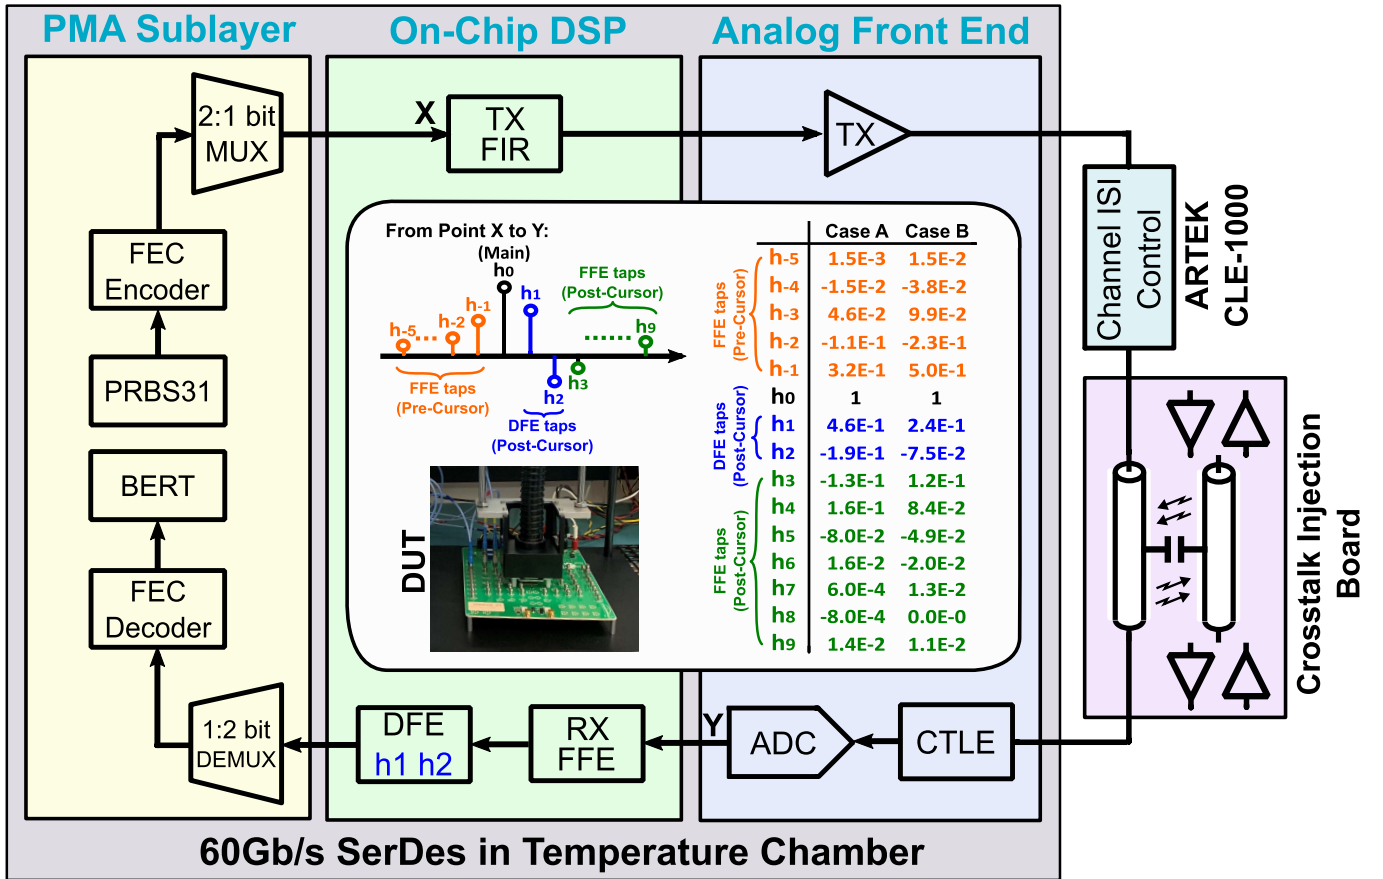 PMA Sublayer
On-Chip DSP
Analog Front End
2:1 bit
MUX
X
TX
FIR
TX
FEC
Encoder
PRBS31
BERT
FEC
Decoder
1:2 bit
DEMUX
From Point X to Y:
(Main)
h0
h1
FFE taps
(Post-Cursor)
h-5
h-2
h-1
h9
FFE taps
(Pre-Cursor)
h2
h3
DFE taps
(Post-Cursor)
DUT
Case A Case B
FFE taps
(Pre-Cursor)
h-5 1.5E-3 1.5E-2
h-4 -1.5E-2 -3.8E-2
h-3 4.6E-2 9.9E-2
h-2 -1.1E-1 -2.3E-1
h-1 3.2E-1 5.0E-1
h0 1 1
DFE taps
(Post-Cursor)
h1 4.6E-1 2.4E-1
h2 -1.9E-1 -7.5E-2
FFE taps
(Post-Cursor)
h3 -1.3E-1 1.2E-1
h4 1.6E-1 8.4E-2
h5 -8.0E-2 -4.9E-2
h6 1.6E-2 -2.0E-2
h7 6.0E-4 1.3E-2
h8 -8.0E-4 0.0E-0
h9 1.4E-2 1.1E-2
DFE
h1 h2
RX
FFE
Y
ADC
CTLE
Channel ISI
Control
ARTEK
CLE-1000
Crosstalk Injection
Board
60Gb/s SerDes in Temperature Chamber